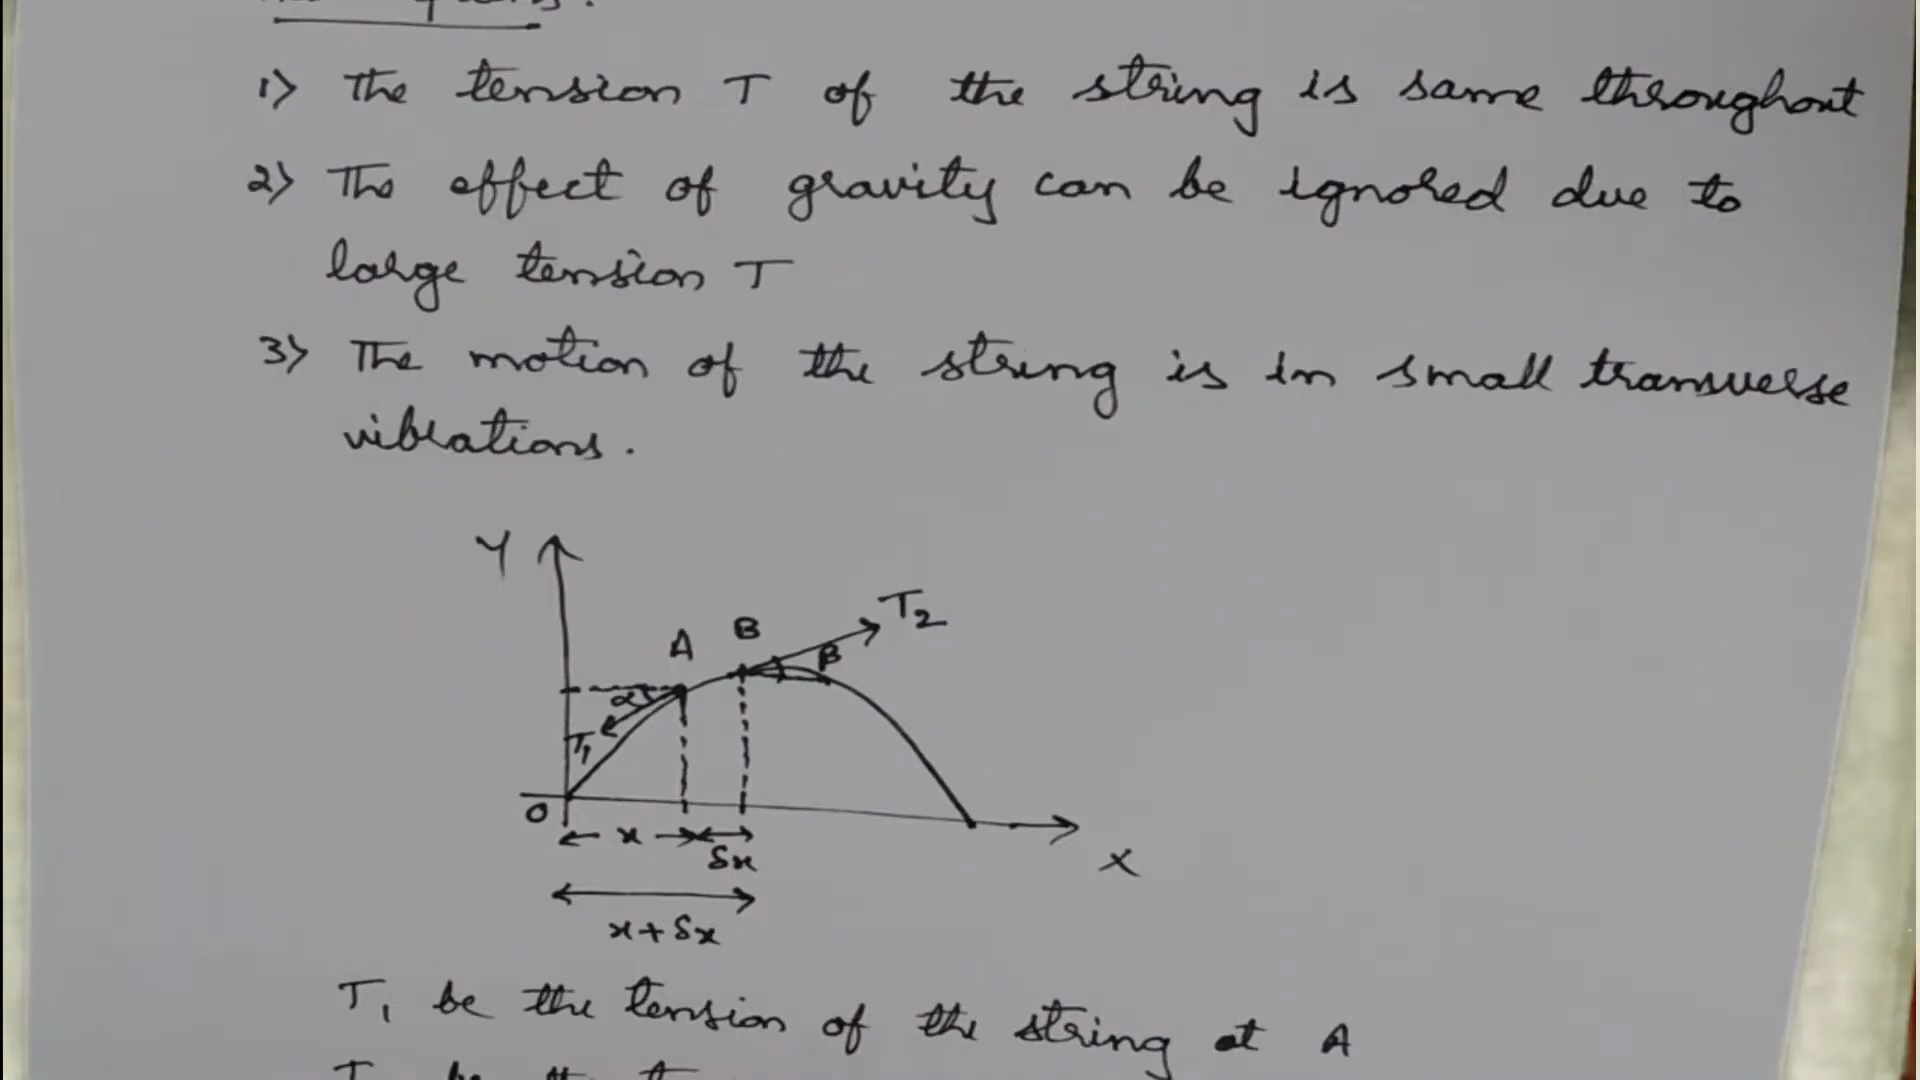 1) The tension T of the string is same throughout
2) The effect of gravity can be ignored due to
large tension T
3) The motion of the string is in small transverse
vibrations.
Y
T2
B
A
β
α
T1
O
x
δx
X
x+δx
T1 be the tension of the string at A